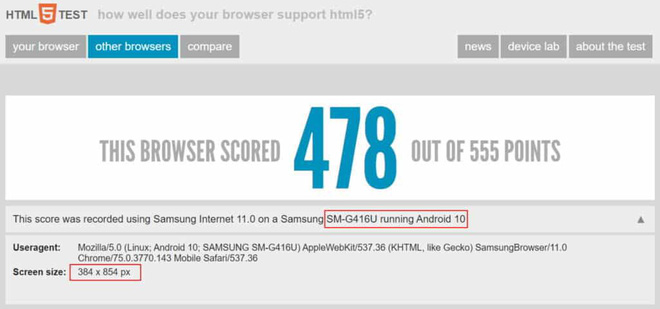 HTML 5 TEST how well does your browser support html5?
your browser other browsers compare news device lab about the test
THIS BROWSER SCORED 478 OUT OF 555 POINTS
This score was recorded using Samsung Internet 11.0 on a Samsung SM-G416U running Android 10
Useragent: Mozilla/5.0 (Linux; Android 10; SAMSUNG SM-G416U) AppleWebKit/537.36 (KHTML, like Gecko) SamsungBrowser/11.0
Chrome/75.0.3770.143 Mobile Safari/537.36
Screen size: 384 x 854 px